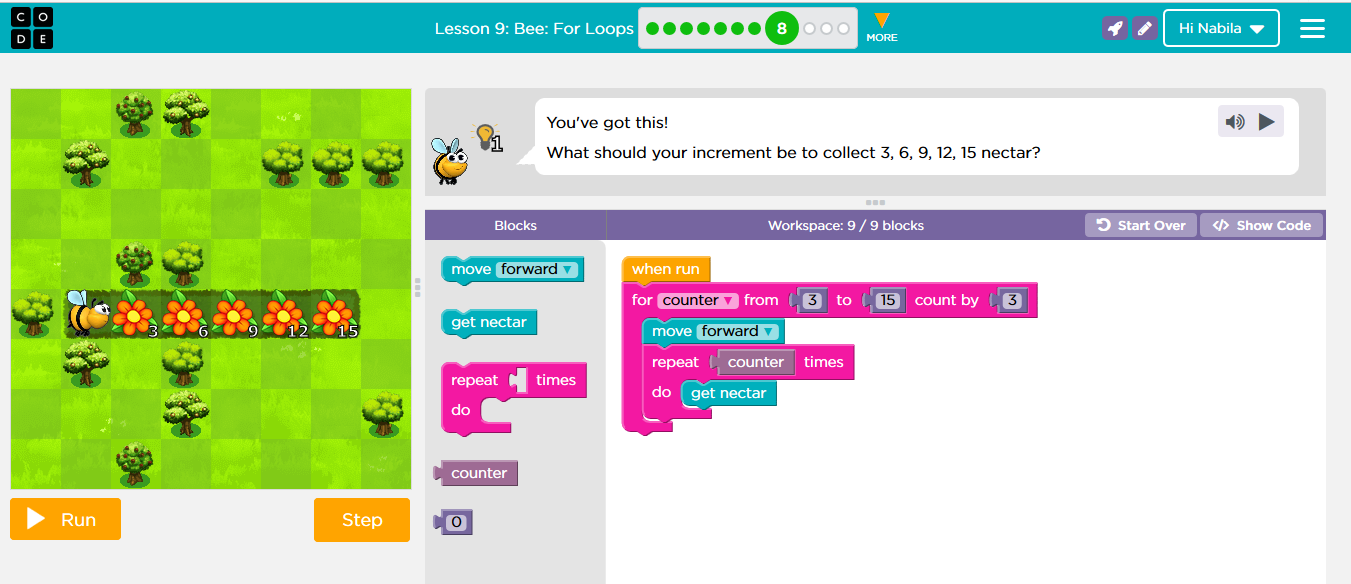 C O
D E
Lesson 9: Bee: For Loops
8
MORE
Hi Nabila
You've got this!
What should your increment be to collect 3, 6, 9, 12, 15 nectar?
1
Blocks
Workspace: 9 / 9 blocks
Start Over
</> Show Code
move forward
get nectar
repeat times
do
counter
0
when run
for counter from 3 to 15 count by 3
move forward
repeat counter times
do get nectar
3 6 9 12 15
Run
Step